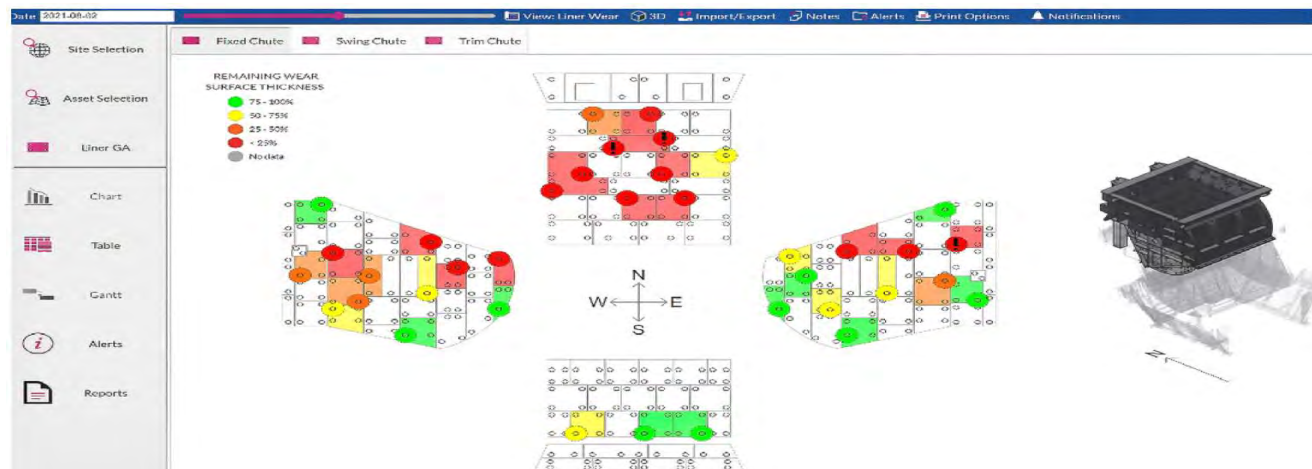 Date 2021-08-02 View: Liner Wear 3D Import/Export Notes Alerts Print Options Notifications
Site Selection
Asset Selection
Liner GA
Chart
Table
Gantt
Alerts
Reports
Fixed Chute Swing Chute Trim Chute
REMAINING WEAR
SURFACE THICKNESS
75 - 100%
50 - 75%
25 - 50%
< 25%
No data
N
W E
S
N